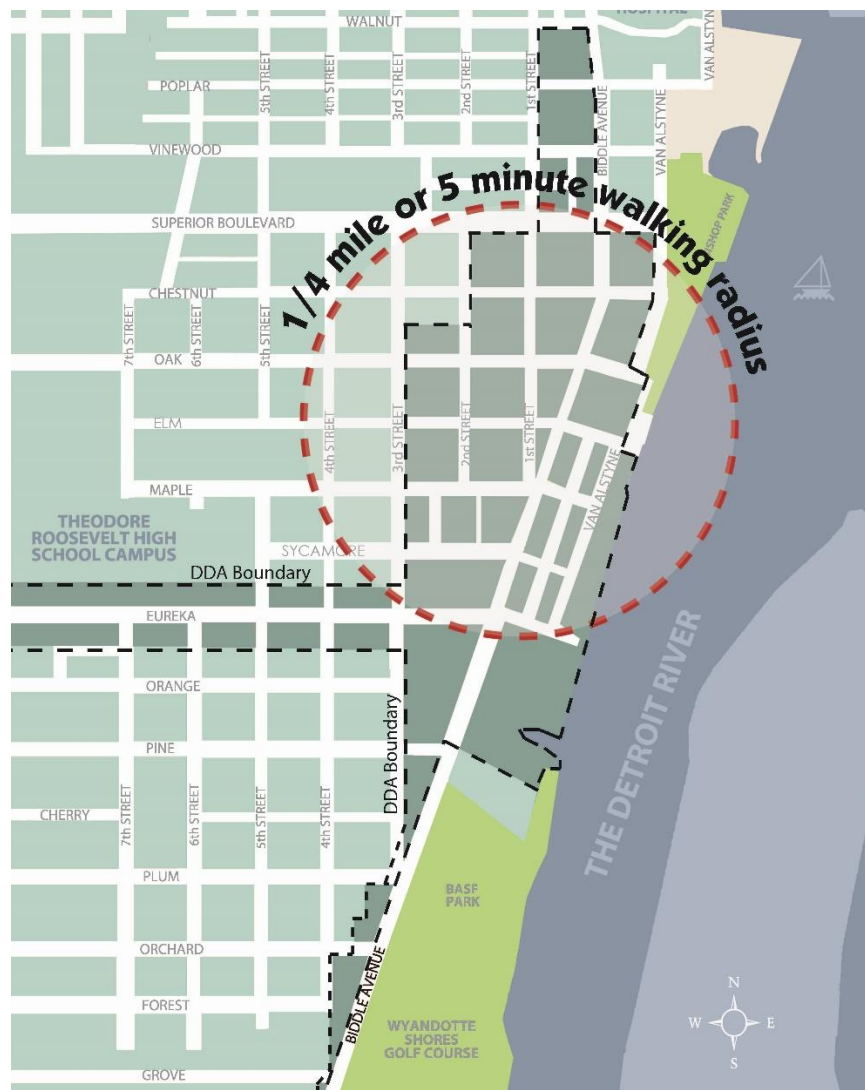 HOSPITAL
WALNUT
VAN ALSTYNE
POPLAR
5th STREET
4th STREET
3rd STREET
2nd STREET
1st STREET
BIDDLE AVENUE
VAN ALSTYNE
VINEWOOD
1/4 mile or 5 minute walking radius
SUPERIOR BOULEVARD
BISHOP PARK
CHESTNUT
7th STREET
6th STREET
5th STREET
OAK
ELM
4th STREET
3rd STREET
2nd STREET
1st STREET
MAPLE
VAN ALSTYNE
THEODORE
ROOSEVELT HIGH
SCHOOL CAMPUS
SYCAMORE
DDA Boundary
EUREKA
ORANGE
DDA Boundary
PINE
THE DETROIT RIVER
CHERRY
7th STREET
6th STREET
5th STREET
4th STREET
PLUM
BASF
PARK
ORCHARD
BIDDLE AVENUE
FOREST
WYANDOTTE
SHORES
GOLF COURSE
GROVE
N
W
E
S